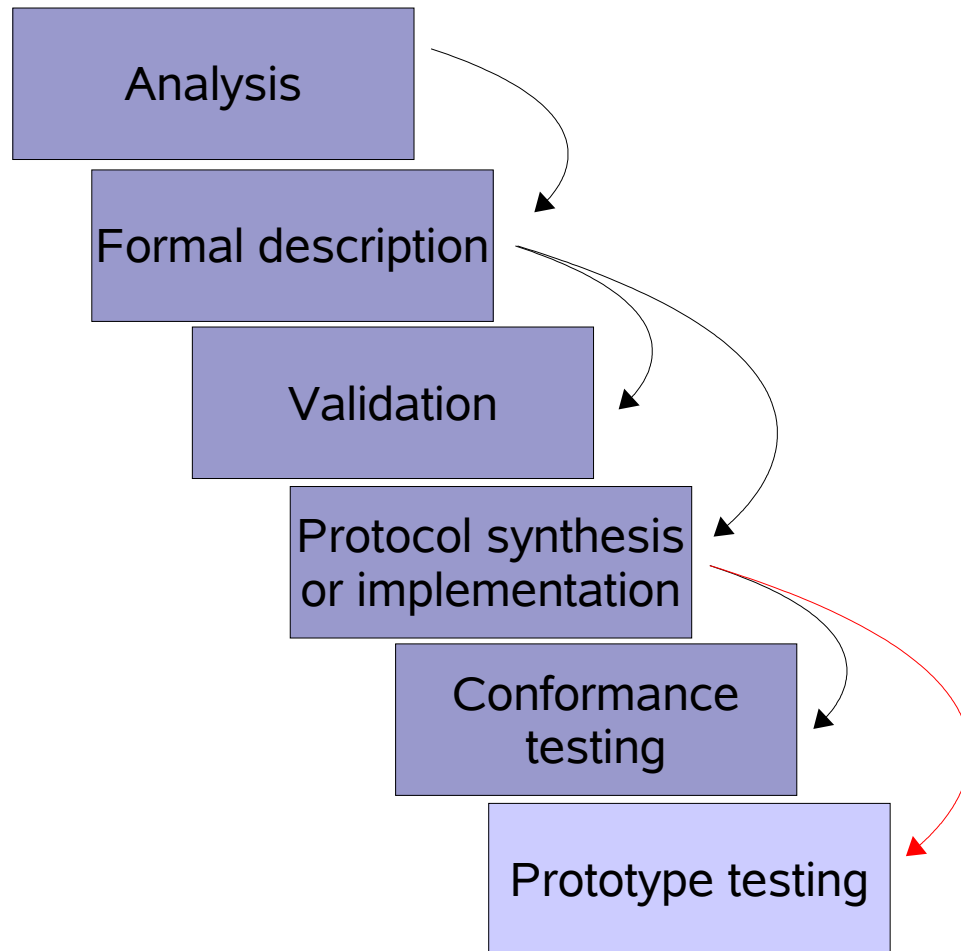 Analysis
Formal description
Validation
Protocol synthesis
or implementation
Conformance
testing
Prototype testing